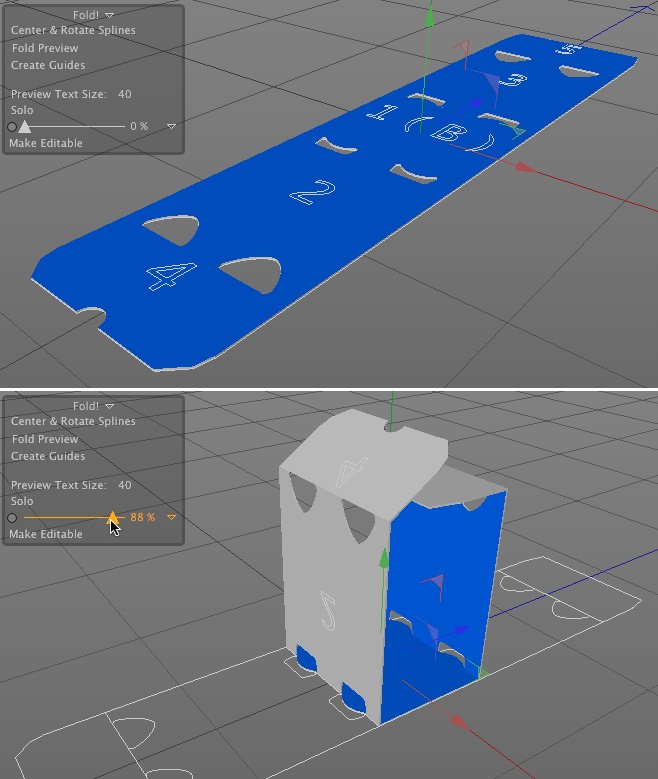 Fold!
Center & Rotate Splines
Fold Preview
Create Guides
Preview Text Size: 40
Solo
0 %
Make Editable
5
3
1 (B)
2
4
Fold!
Center & Rotate Splines
Fold Preview
Create Guides
Preview Text Size: 40
Solo
88 %
Make Editable
4
2